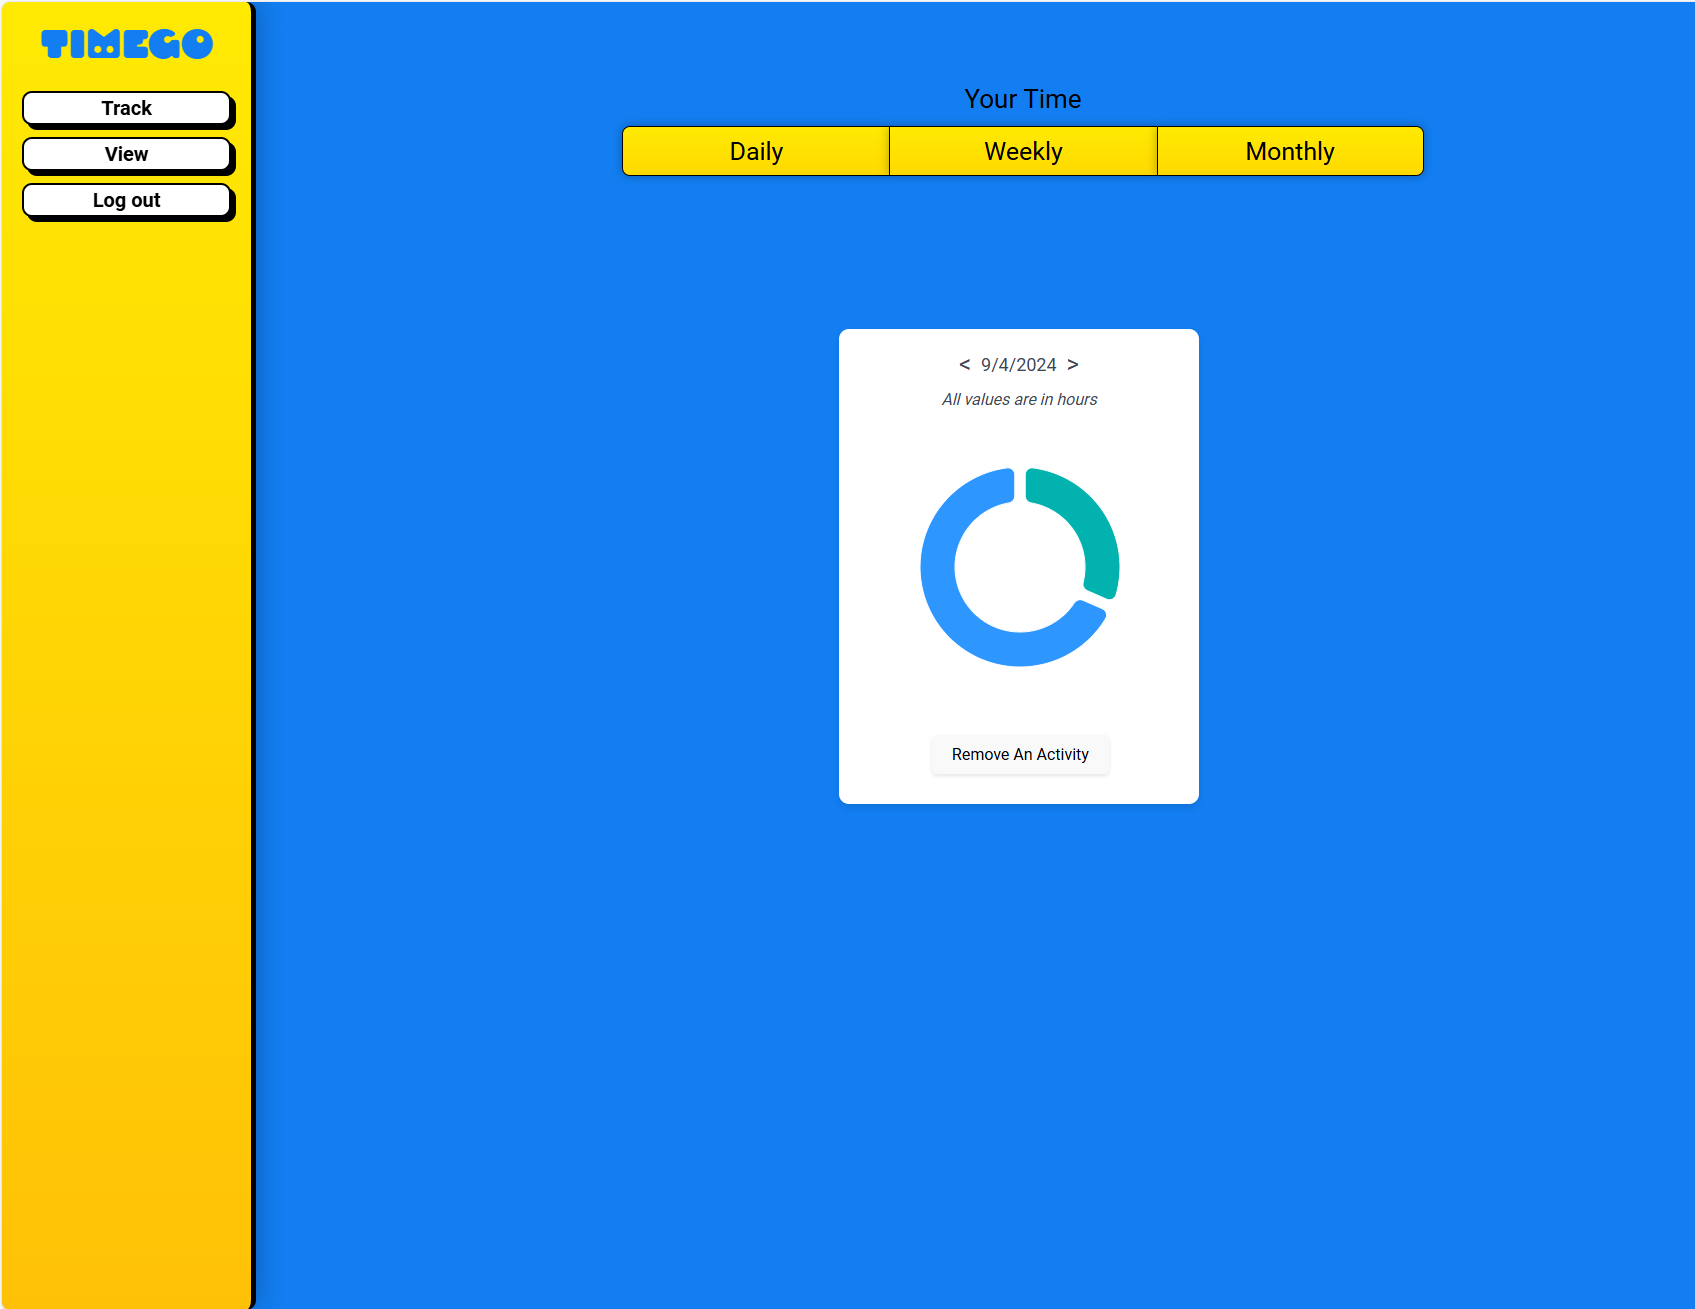 TIMEGO
Track
View
Log out
Your Time
Daily Weekly Monthly
< 9/4/2024 >
All values are in hours
Remove An Activity